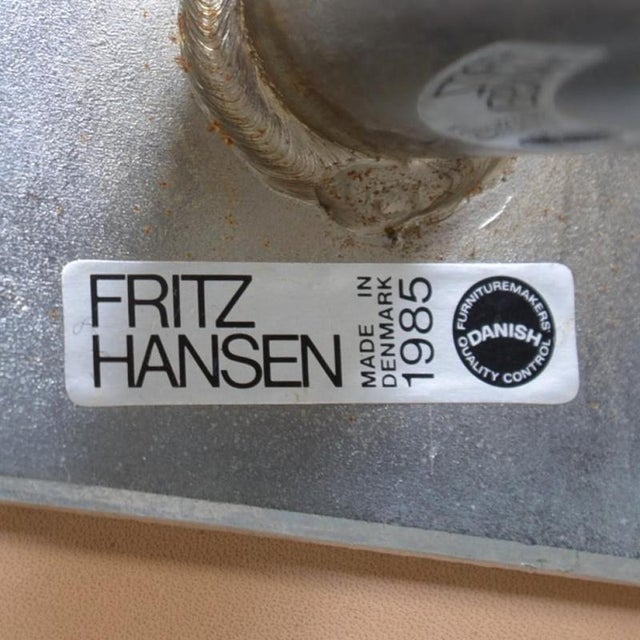 FRITZ
HANSEN
MADE IN
DENMARK
1985
FURNITUREMAKERS'
DANISH
QUALITY CONTROL